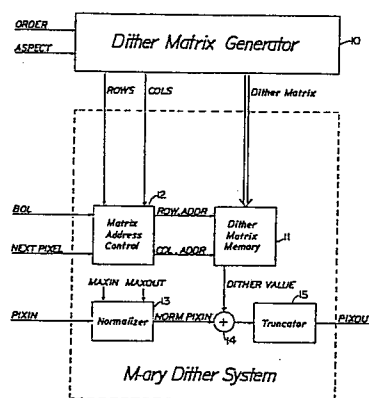 ORDER
ASPECT
Dither Matrix Generator
10
ROWS
COLS
Dither Matrix
BOL
NEXT PIXEL
12
Matrix
Address
Control
ROW. ADDR
COL. ADDR
Dither
Matrix
Memory
11
MAXIN MAXOUT
DITHER VALUE
PIXIN
13
Normalizer
NORM PIXIN
+
14
15
Truncator
PIXOU
M-ary Dither System